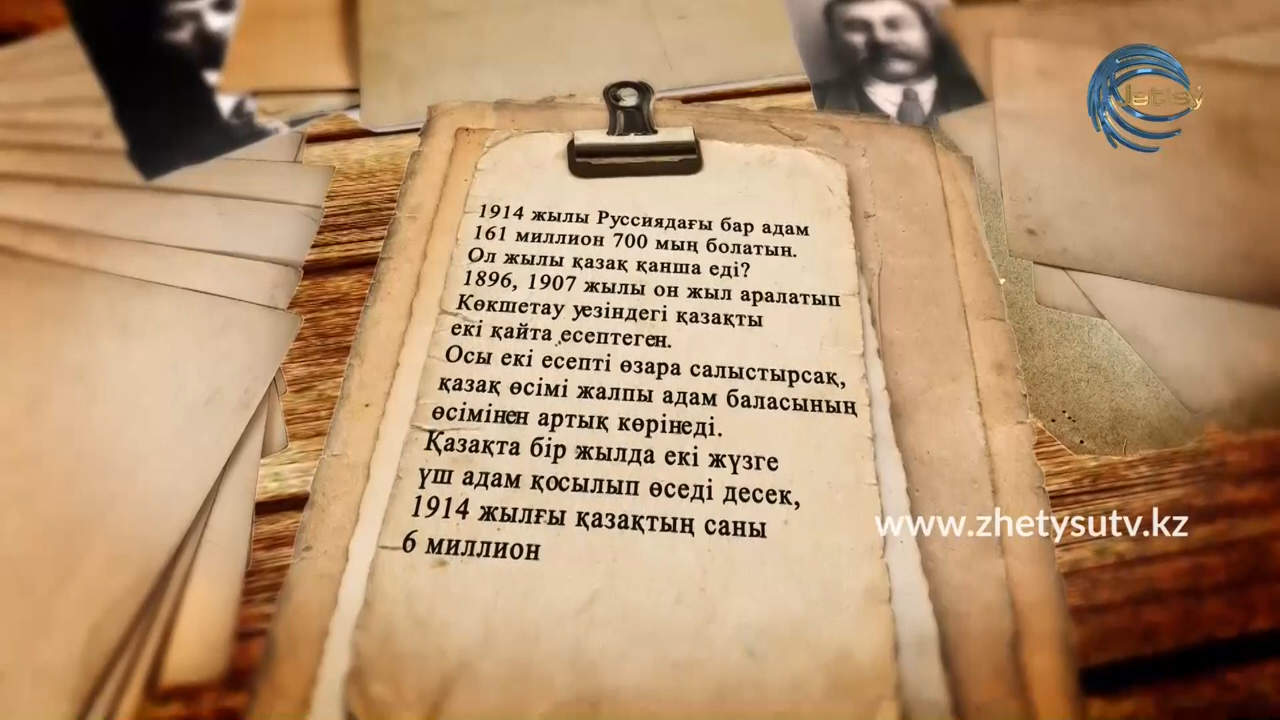 Jetisý
1914 жылы Руссиядағы бар адам
161 миллион 700 мың болатын.
Ол жылы қазақ қанша еді?
1896, 1907 жылы он жыл аралатып
Көкшетау уезіндегі қазақты
екі қайта есептеген.
Осы екі есепті өзара салыстырсақ,
қазақ өсімі жалпы адам баласының
өсімінен артық көрінеді.
Қазақта бір жылда екі жүзге
үш адам қосылып өседі десек,
1914 жылғы қазақтың саны
6 миллион
www.zhetysutv.kz